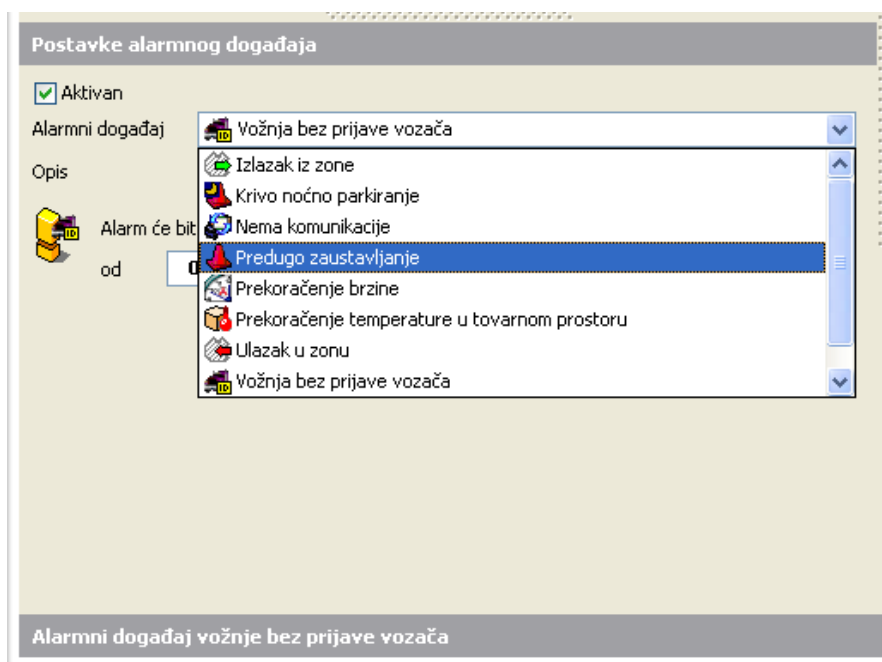 Postavke alarmnog događaja
Aktivan
Alarmni događaj Vožnja bez prijave vozača
Izlazak iz zone
Opis
Krivo noćno parkiranje
Alarm će bit Nema komunikacije
Predugo zaustavljanje
od 0
Prekoračenje brzine
Prekoračenje temperature u tovarnom prostoru
Ulazak u zonu
Vožnja bez prijave vozača
Alarmni događaj vožnje bez prijave vozača